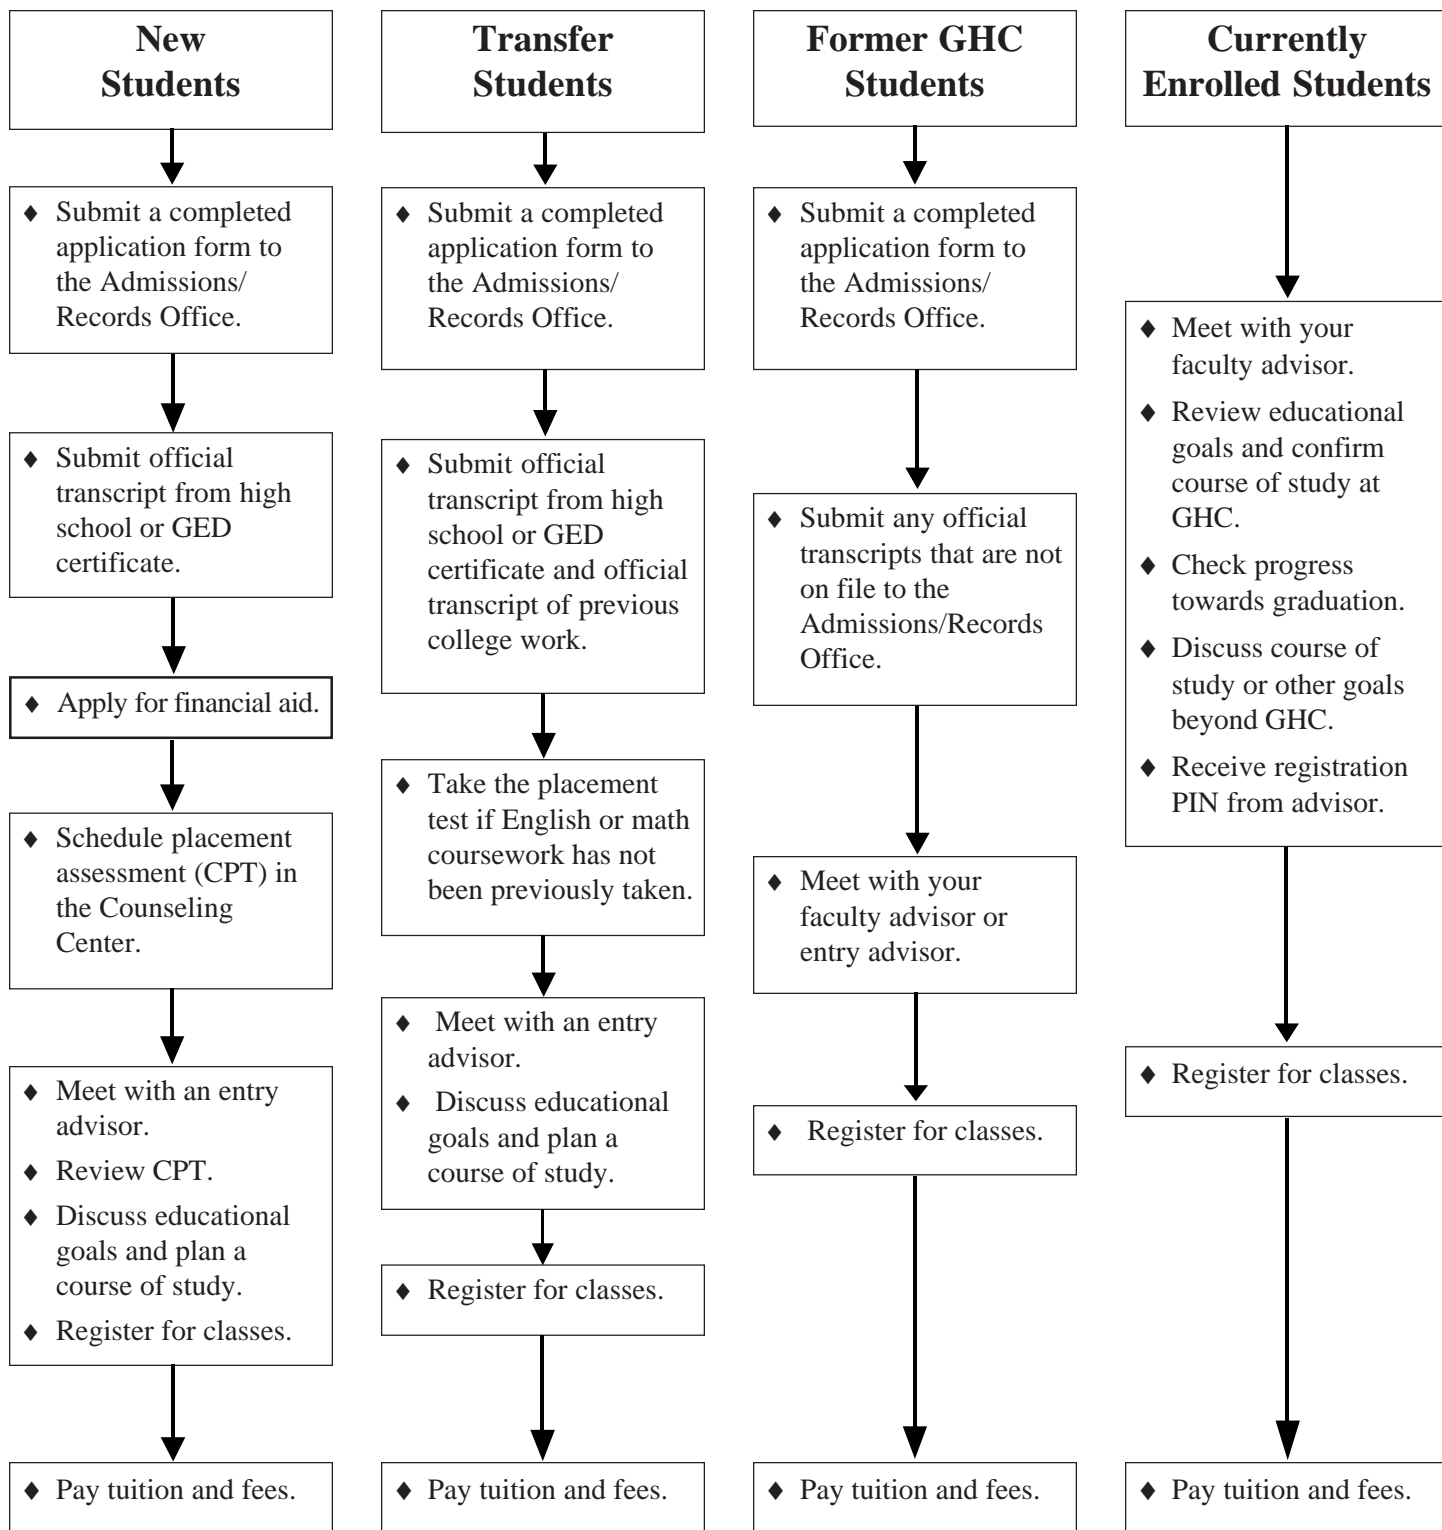 New
Students
♦ Submit a completed
application form to
the Admissions/
Records Office.
♦ Submit official
transcript from high
school or GED
certificate.
♦ Apply for financial aid.
♦ Schedule placement
assessment (CPT) in
the Counseling
Center.
♦ Meet with an entry
advisor.
♦ Review CPT.
♦ Discuss educational
goals and plan a
course of study.
♦ Register for classes.
♦ Pay tuition and fees.
Transfer
Students
♦ Submit a completed
application form to
the Admissions/
Records Office.
♦ Submit official
transcript from high
school or GED
certificate and official
transcript of previous
college work.
♦ Take the placement
test if English or math
coursework has not
been previously taken.
♦ Meet with an entry
advisor.
♦ Discuss educational
goals and plan a
course of study.
♦ Register for classes.
♦ Pay tuition and fees.
Former GHC
Students
♦ Submit a completed
application form to
the Admissions/
Records Office.
♦ Submit any official
transcripts that are not
on file to the
Admissions/Records
Office.
♦ Meet with your
faculty advisor or
entry advisor.
♦ Register for classes.
♦ Pay tuition and fees.
Currently
Enrolled Students
♦ Meet with your
faculty advisor.
♦ Review educational
goals and confirm
course of study at
GHC.
♦ Check progress
towards graduation.
♦ Discuss course of
study or other goals
beyond GHC.
♦ Receive registration
PIN from advisor.
♦ Register for classes.
♦ Pay tuition and fees.